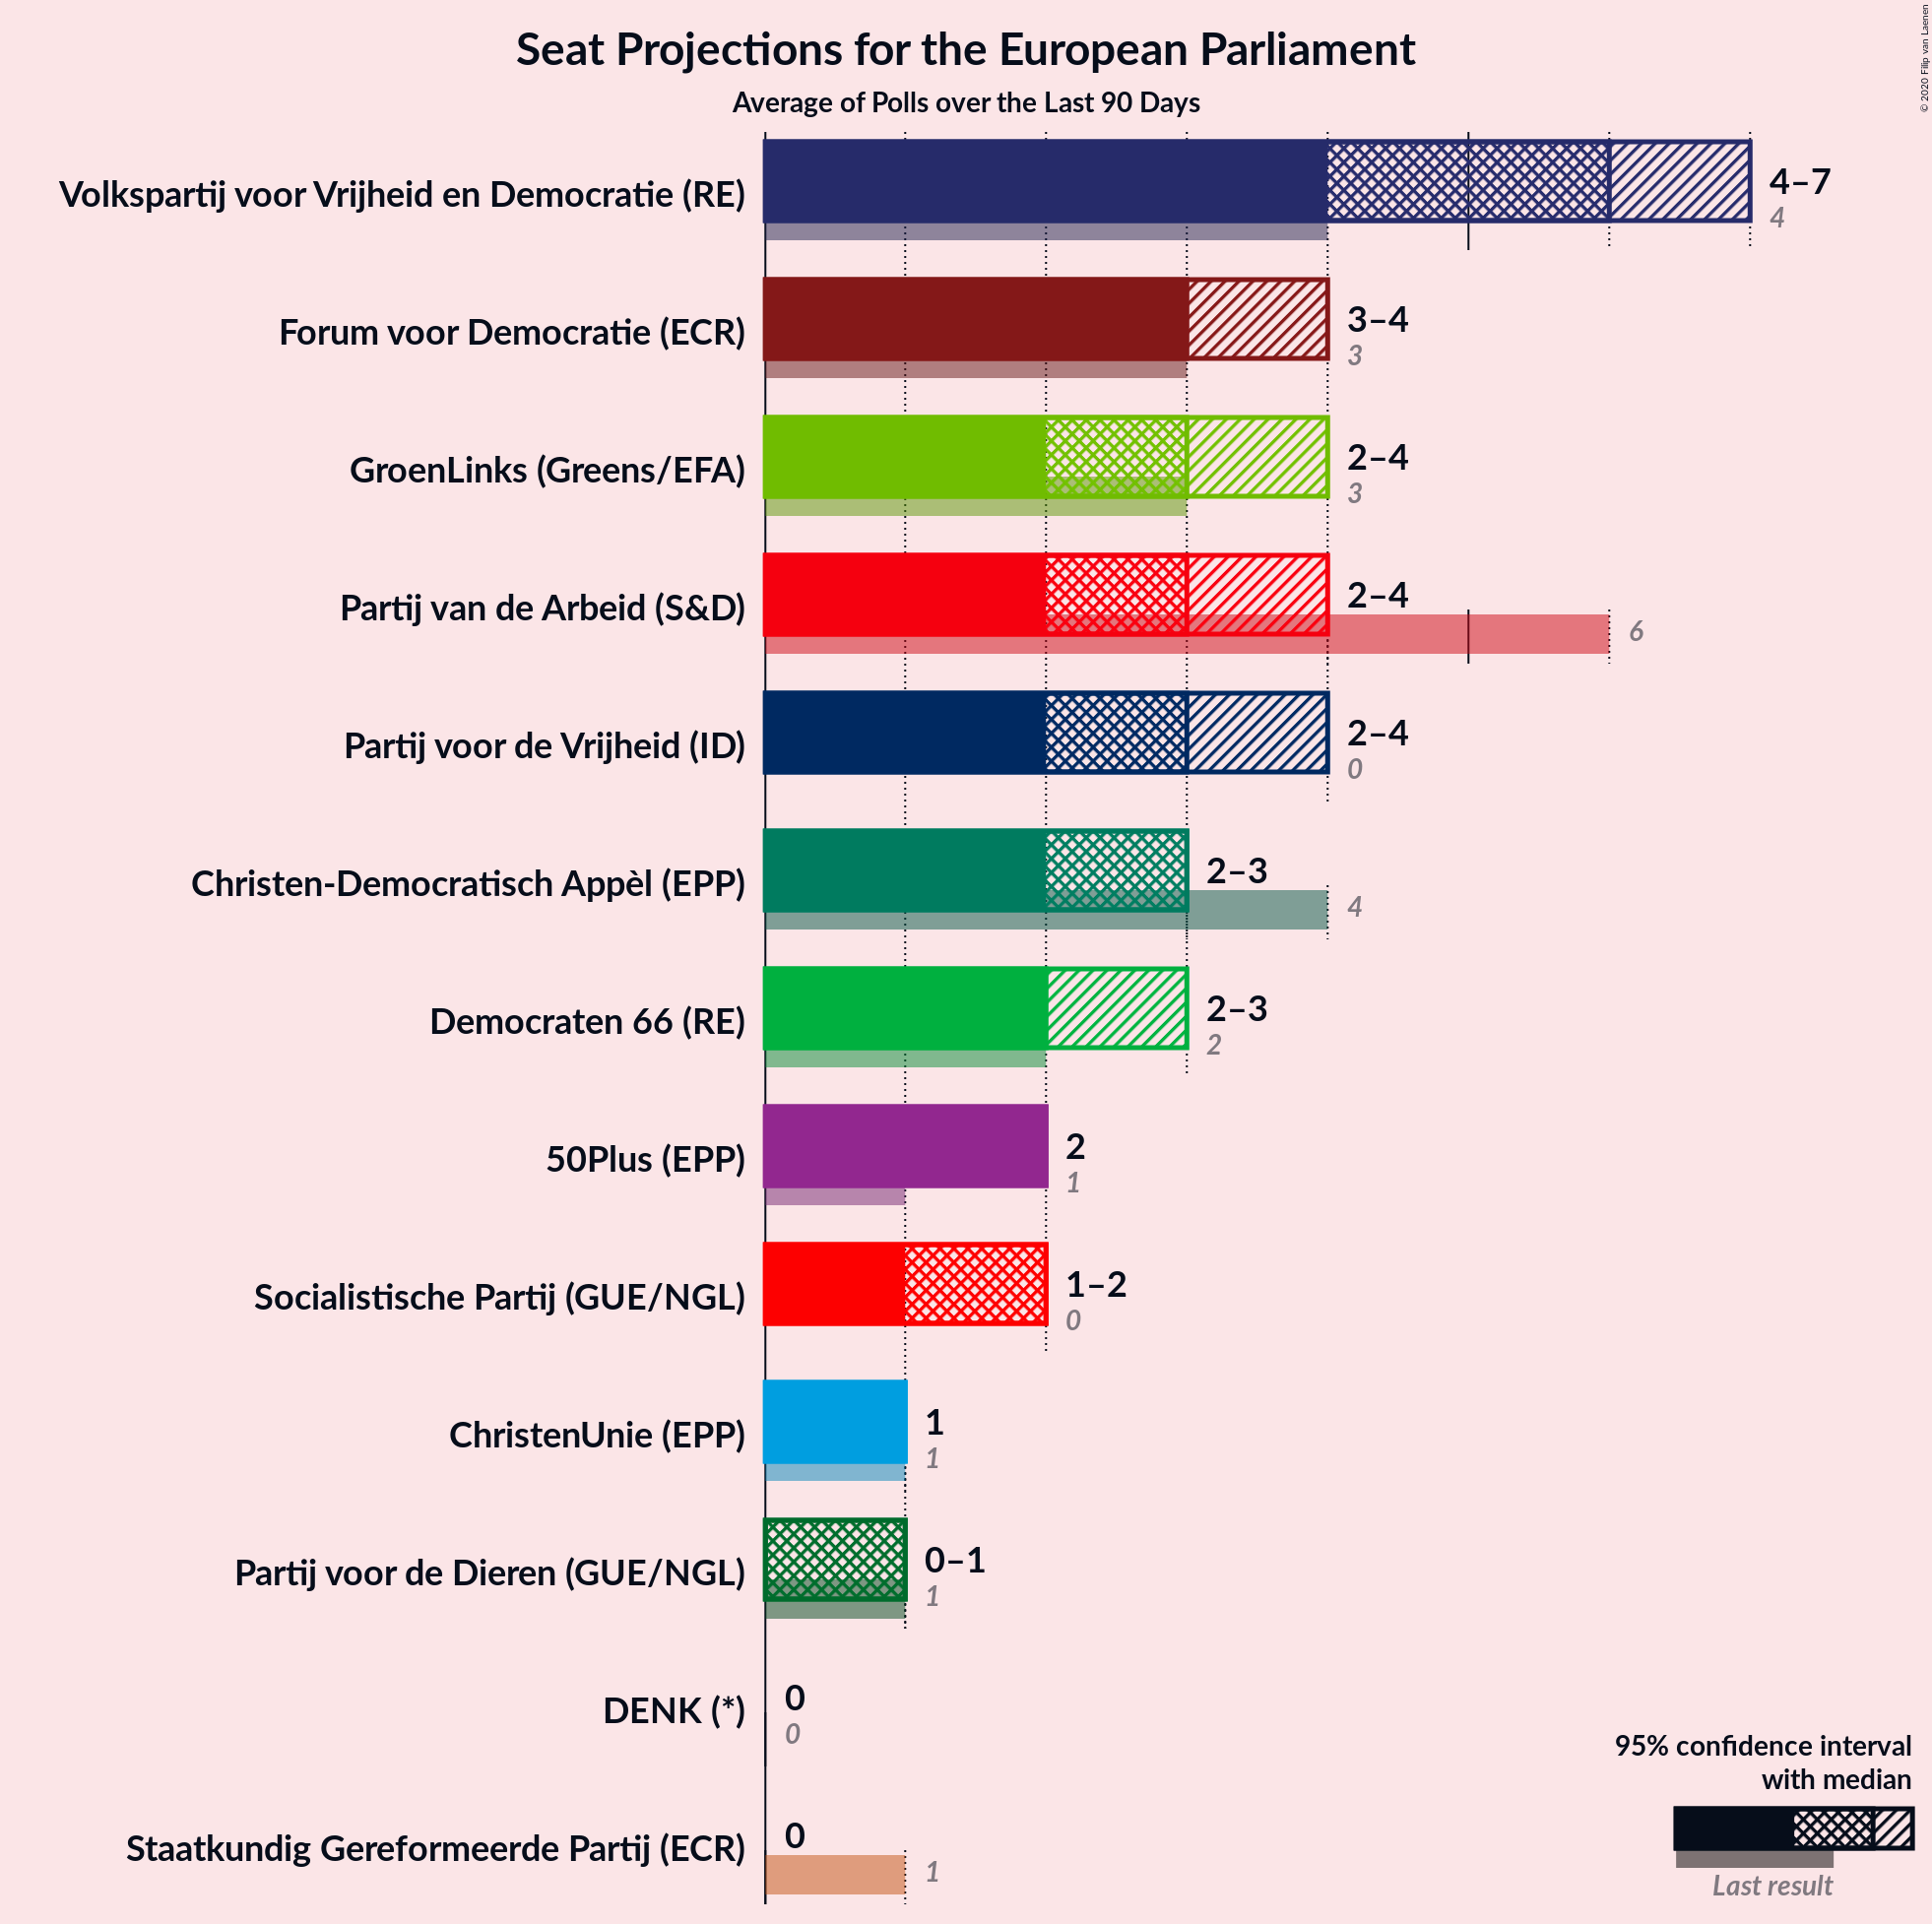 Seat Projections for the European Parliament
Average of Polls over the Last 90 Days
© 2020 Filip van Laenen
Volkspartij voor Vrijheid en Democratie (RE)
4–7
4
Forum voor Democratie (ECR)
3–4
3
GroenLinks (Greens/EFA)
2–4
3
Partij van de Arbeid (S&D)
2–4
6
Partij voor de Vrijheid (ID)
2–4
0
Christen-Democratisch Appèl (EPP)
2–3
4
Democraten 66 (RE)
2–3
2
50Plus (EPP)
2
1
Socialistische Partij (GUE/NGL)
1–2
0
ChristenUnie (EPP)
1
1
Partij voor de Dieren (GUE/NGL)
0–1
1
DENK (*)
0
0
Staatkundig Gereformeerde Partij (ECR)
0
1
95% confidence interval
with median
Last result